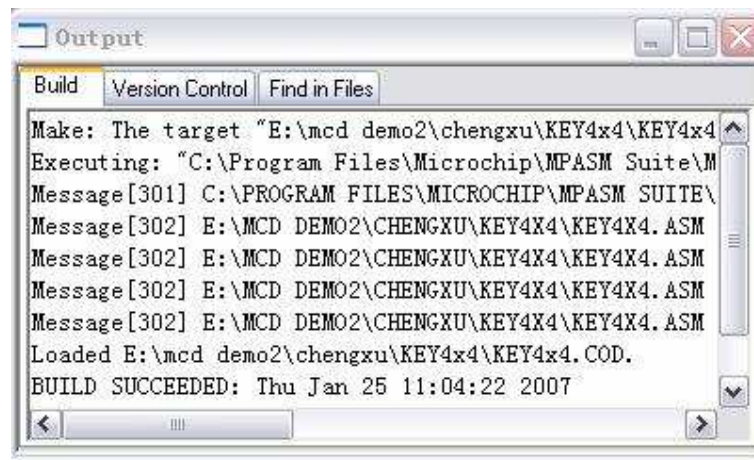 Output
Build Version Control Find in Files
Make: The target "E:\mcd demo2\chengxu\KEY4x4\KEY4x4
Executing: "C:\Program Files\Microchip\MPASM Suite\M
Message[301] C:\PROGRAM FILES\MICROCHIP\MPASM SUITE\
Message[302] E:\MCD DEMO2\CHENGXU\KEY4X4\KEY4X4.ASM
Message[302] E:\MCD DEMO2\CHENGXU\KEY4X4\KEY4X4.ASM
Message[302] E:\MCD DEMO2\CHENGXU\KEY4X4\KEY4X4.ASM
Message[302] E:\MCD DEMO2\CHENGXU\KEY4X4\KEY4X4.ASM
Loaded E:\mcd demo2\chengxu\KEY4x4\KEY4x4.COD.
BUILD SUCCEEDED: Thu Jan 25 11:04:22 2007